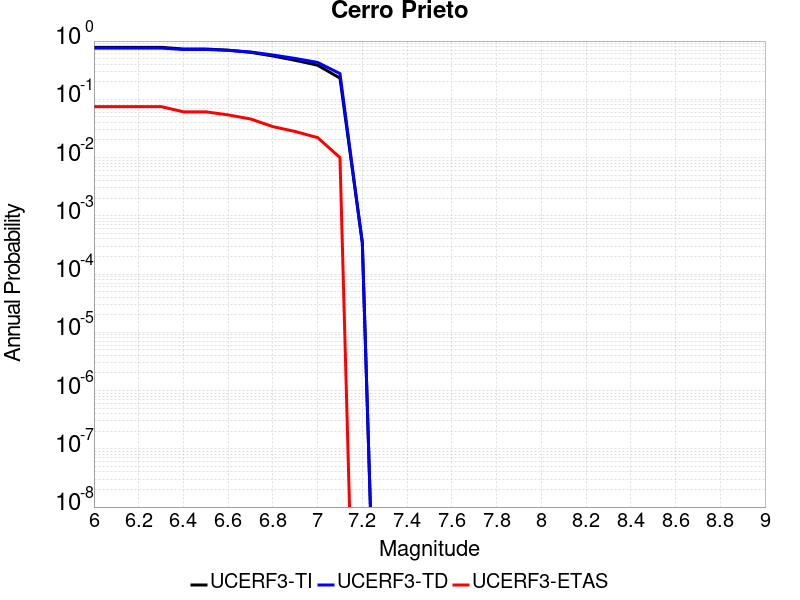 Cerro Prieto
10^0
10^-1
10^-2
10^-3
10^-4
10^-5
10^-6
10^-7
10^-8
Annual Probability
6 6.2 6.4 6.6 6.8 7 7.2 7.4 7.6 7.8 8 8.2 8.4 8.6 8.8 9
Magnitude
UCERF3-TI UCERF3-TD UCERF3-ETAS